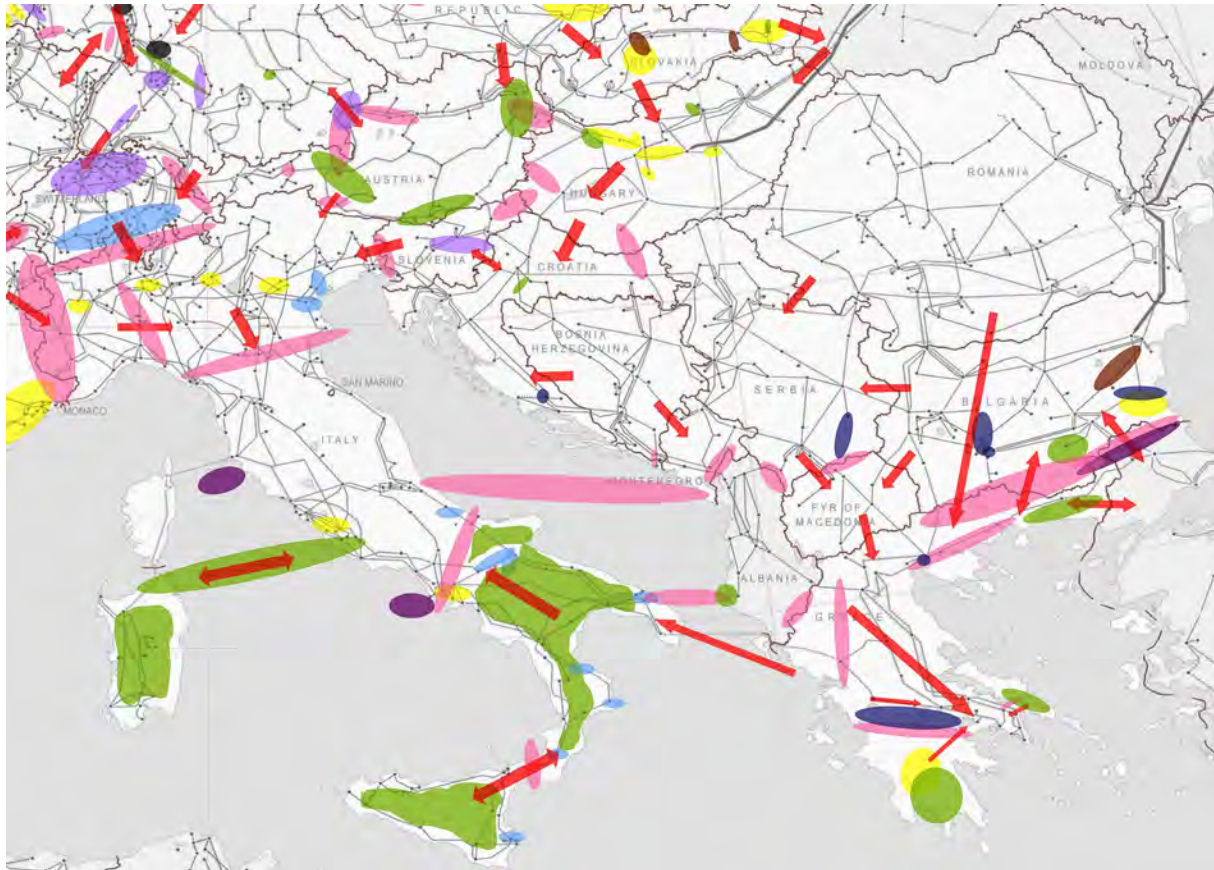 REPUBLIC
SLOVAKIA
MOLDOVA
AUSTRIA
SWITZERLAND
HUNGARY
ROMANIA
SLOVENIA
CROATIA
BOSNIA
HERZEGOVINA
SAN MARINO
SERBIA
MONACO
BULGARIA
ITALY
MONTENEGRO
FYR OF
MACEDONIA
ALBANIA
GREECE